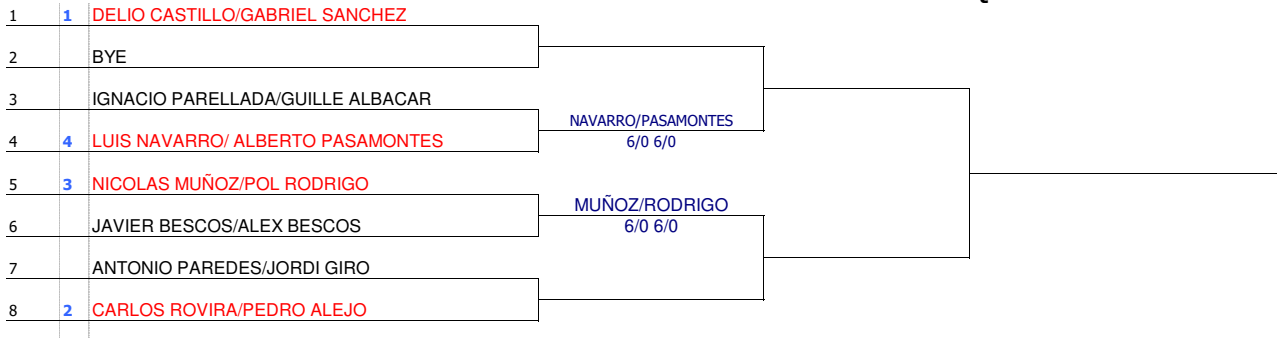 1 1 DELIO CASTILLO/GABRIEL SANCHEZ
2 BYE
3 IGNACIO PARELLADA/GUILLE ALBACAR
NAVARRO/PASAMONTES
4 4 LUIS NAVARRO/ ALBERTO PASAMONTES
6/0 6/0
5 3 NICOLAS MUÑOZ/POL RODRIGO
MUÑOZ/RODRIGO
6 JAVIER BESCOS/ALEX BESCOS
6/0 6/0
7 ANTONIO PAREDES/JORDI GIRO
8 2 CARLOS ROVIRA/PEDRO ALEJO